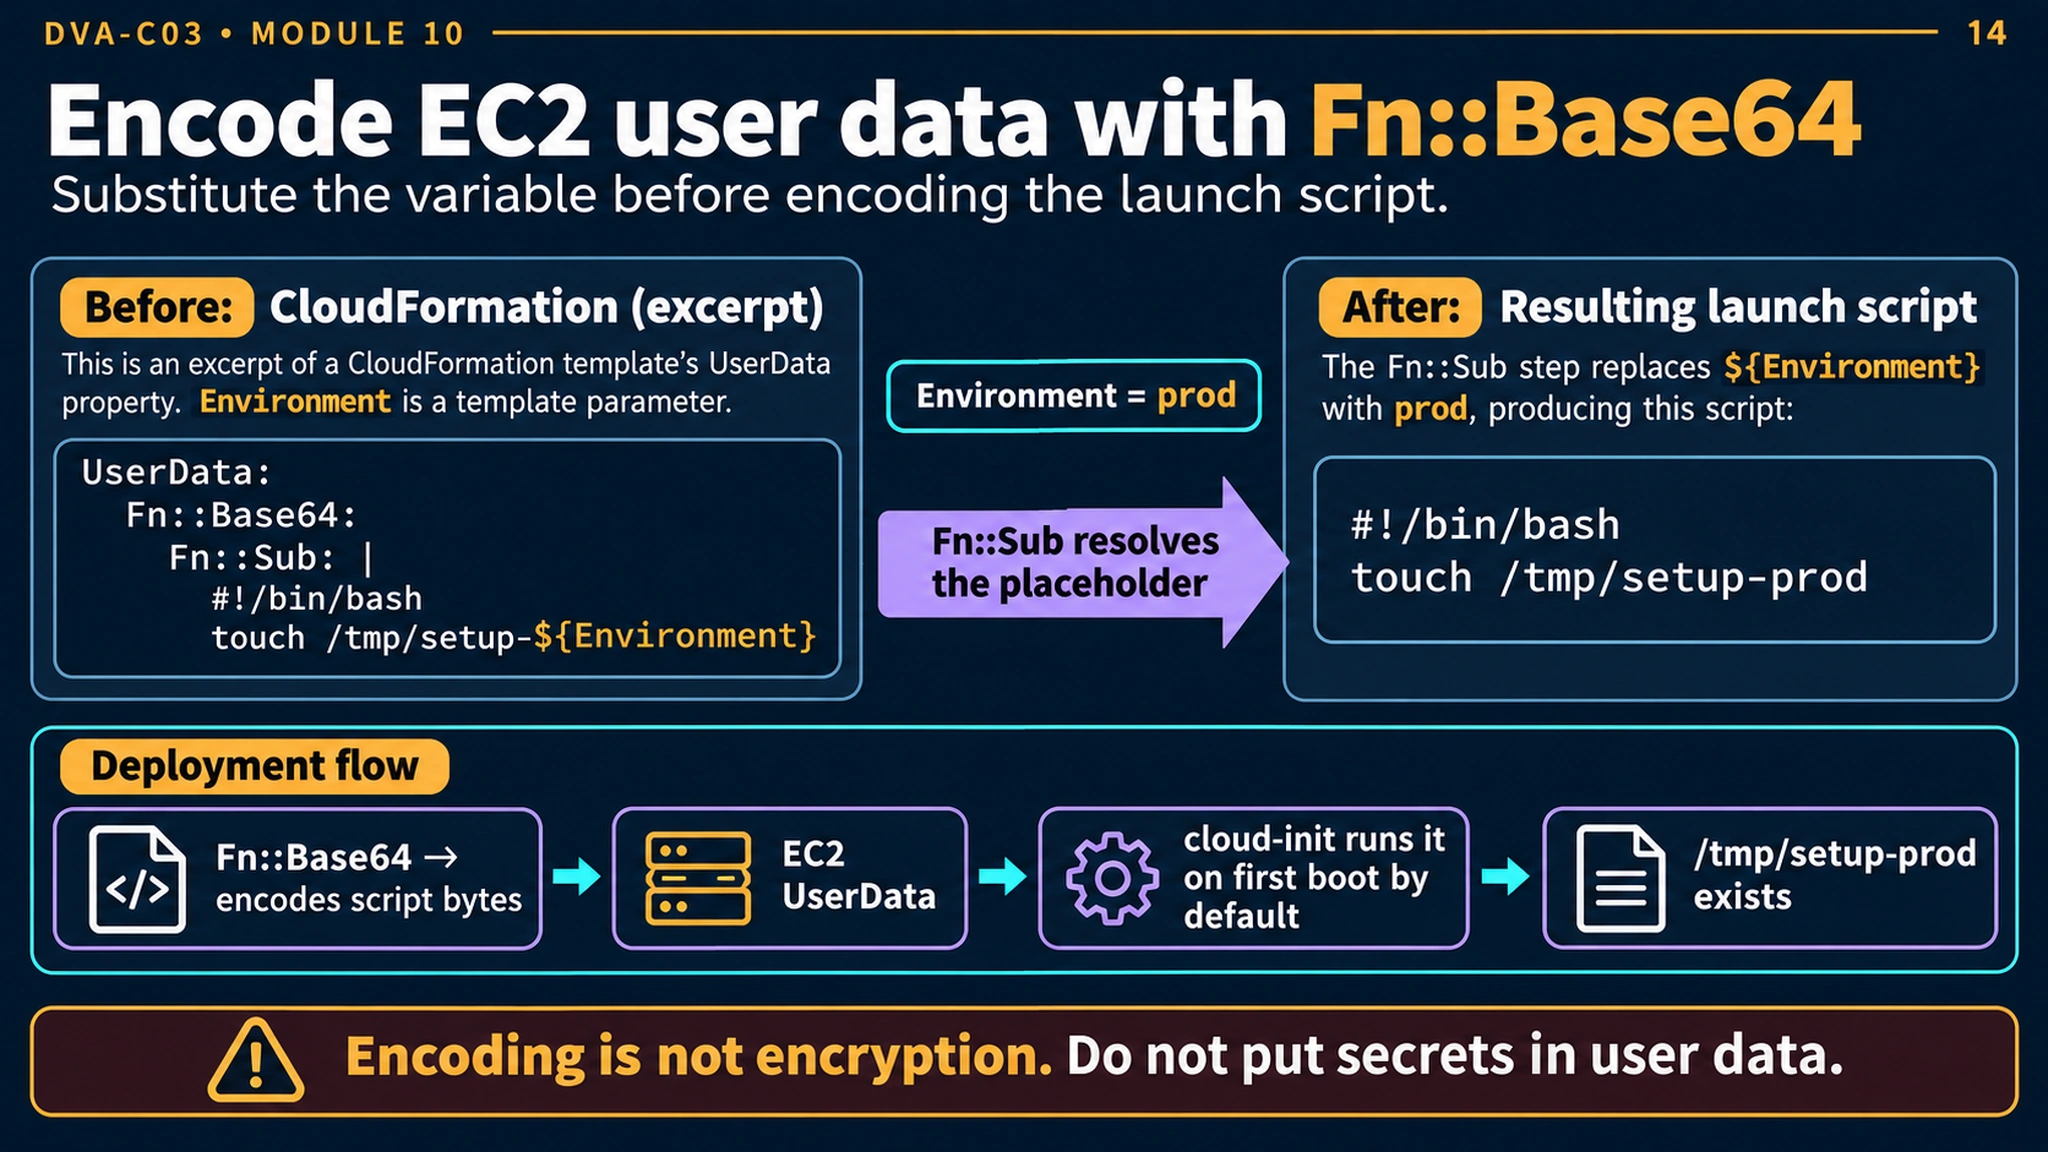 DVA-C03 • MODULE 10
14
Encode EC2 user data with Fn::Base64
Substitute the variable before encoding the launch script.
Before: CloudFormation (excerpt)
This is an excerpt of a CloudFormation template’s UserData
property. Environment is a template parameter.
UserData:
  Fn::Base64:
    Fn::Sub: |
      #!/bin/bash
      touch /tmp/setup-${Environment}
Environment = prod
Fn::Sub resolves
the placeholder
After: Resulting launch script
The Fn::Sub step replaces ${Environment}
with prod, producing this script:
#!/bin/bash
touch /tmp/setup-prod
Deployment flow
</>
Fn::Base64 →
encodes script bytes
EC2
UserData
cloud-init runs it
on first boot by
default
/tmp/setup-prod
exists
Encoding is not encryption. Do not put secrets in user data.